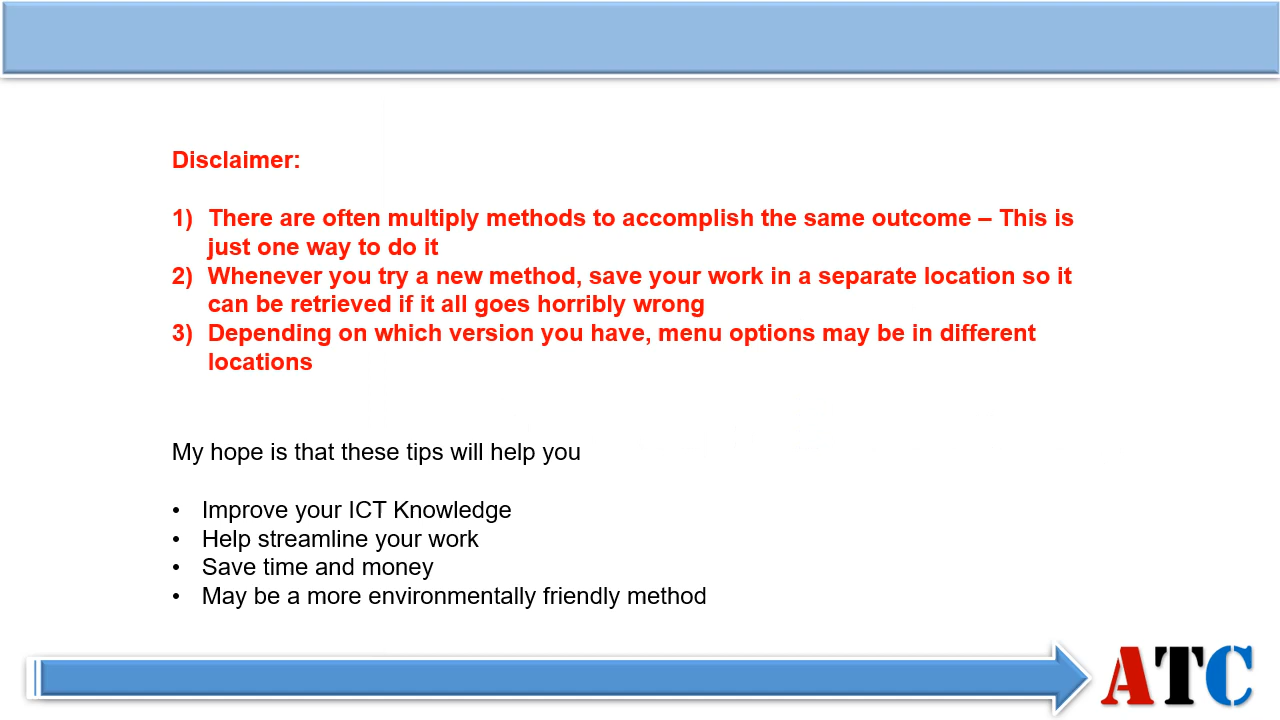 Disclaimer:
1) There are often multiply methods to accomplish the same outcome – This is
just one way to do it
2) Whenever you try a new method, save your work in a separate location so it
can be retrieved if it all goes horribly wrong
3) Depending on which version you have, menu options may be in different
locations
My hope is that these tips will help you
• Improve your ICT Knowledge
• Help streamline your work
• Save time and money
• May be a more environmentally friendly method
ATC